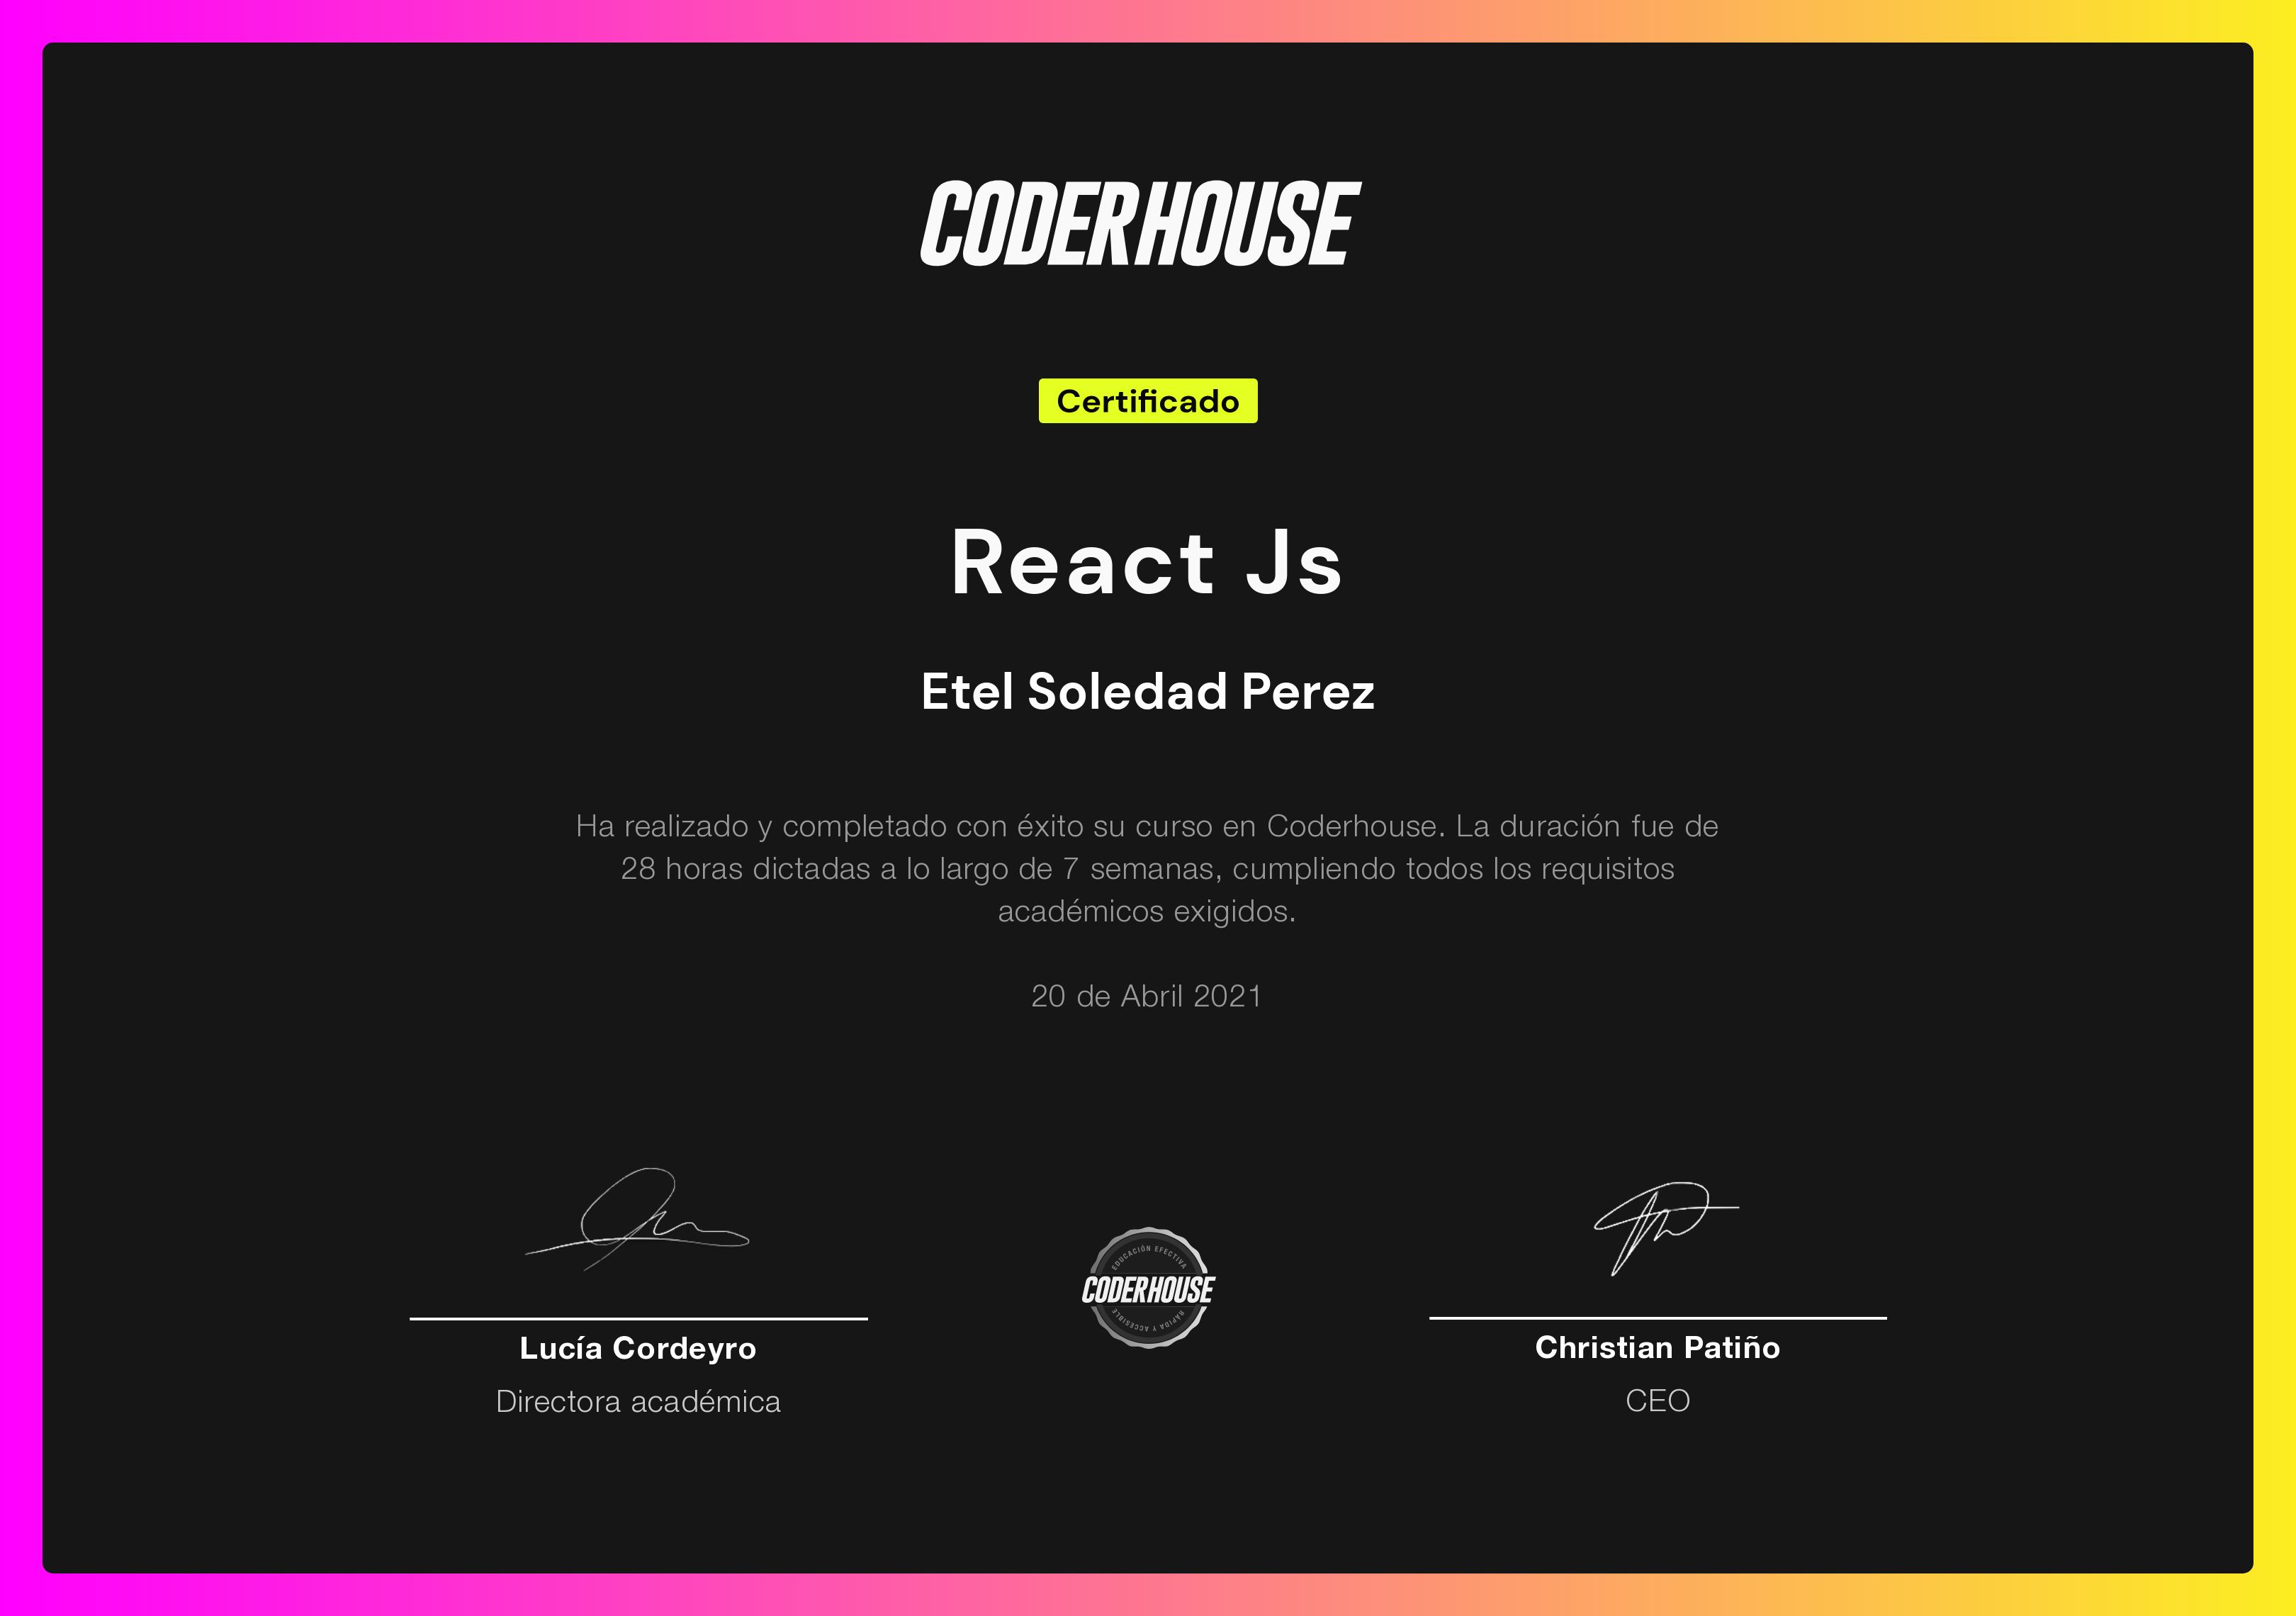 CODERHOUSE
Certificado
React Js
Etel Soledad Perez
Ha realizado y completado con éxito su curso en Coderhouse. La duración fue de
28 horas dictadas a lo largo de 7 semanas, cumpliendo todos los requisitos
académicos exigidos.
20 de Abril 2021
EDUCACIÓN EFECTIVA
CODERHOUSE
RÁPIDA Y ACCESIBLE
Lucía Cordeyro
Directora académica
Christian Patiño
CEO